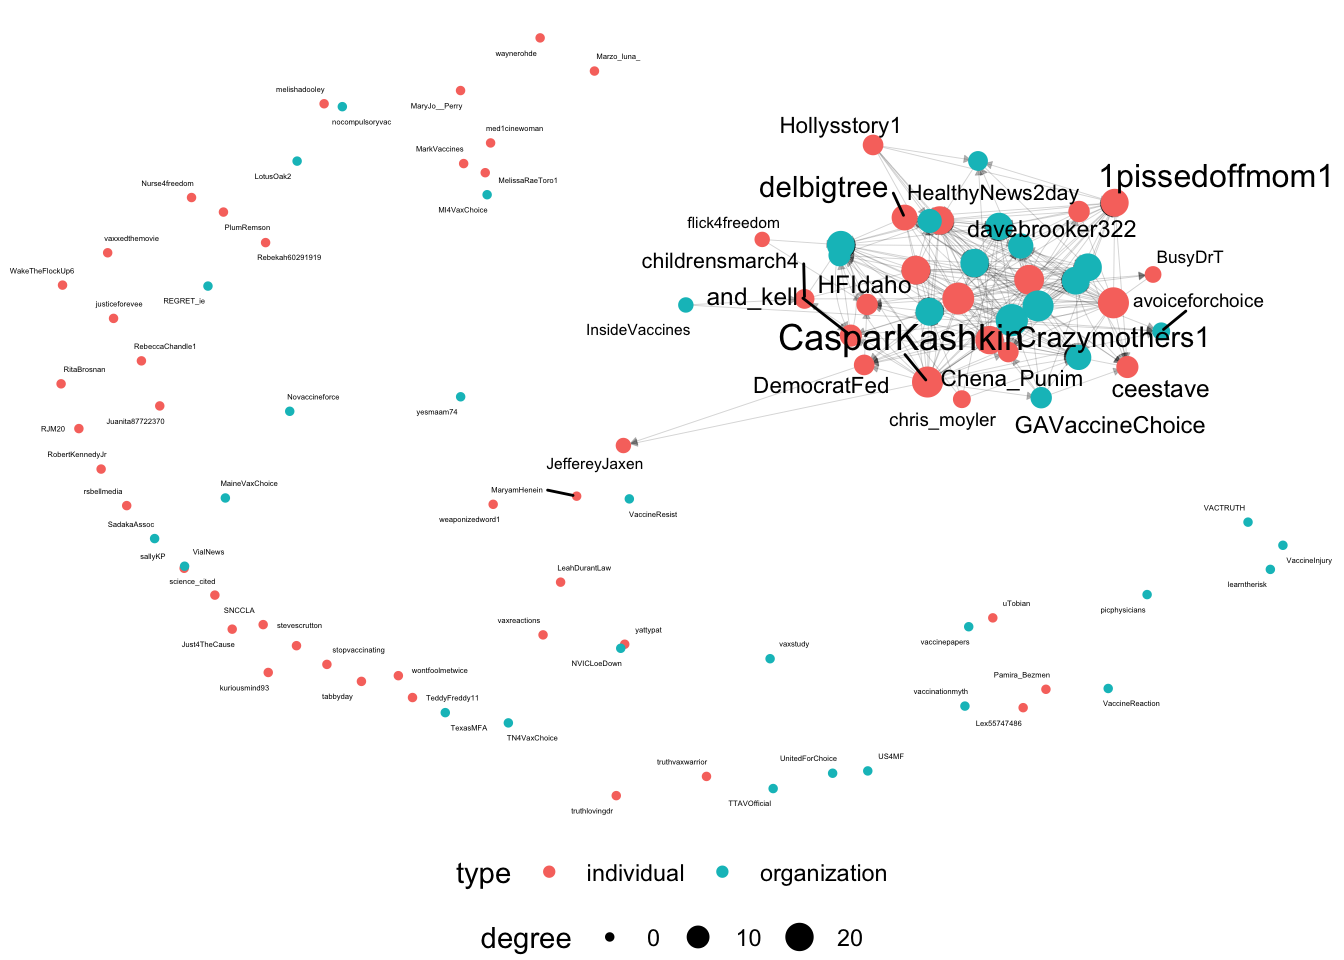 waynerohde
Marzo_luna_
melishadooley
MaryJo__Perry
nocompulsoryvac
Hollysstory1
med1cinewoman
MarkVaccines
LotusOak2
MelissaRaeToro1
Nurse4freedom
delbigtree
HealthyNews2day
1pissedoffmom1
MI4VaxChoice
PlumRemson
flick4freedom
davebrooker322
vaxxedthemovie
Rebekah60291919
childrensmarch4
BusyDrT
WakeTheFlockUp6
HFIdaho
REGRET_ie
and_kell
avoiceforchoice
justiceforevee
InsideVaccines
CasparKashkin
Crazymothers1
RebeccaChandle1
RitaBrosnan
DemocratFed
Chena_Punim
ceestave
Novaccineforce
yesmaam74
chris_moyler
GAVaccineChoice
Juanita87722370
RJM20
RobertKennedyJr
JeffereyJaxen
MaineVaxChoice
rsbellmedia
MaryamHenein
weaponizedword1
VaccineResist
VACTRUTH
SadakaAssoc
sallyKP
VialNews
VaccineInjury
science_cited
LeahDurantLaw
learntherisk
SNCCLA
uTobian
picphysicians
Just4TheCause
stevescrutton
vaxreactions
yattypat
vaccinepapers
stopvaccinating
vaxstudy
NVICLoeDown
kuriousmind93
wontfoolmetwice
Pamira_Bezmen
tabbyday
TeddyFreddy11
vaccinationmyth
VaccineReaction
TexasMFA
TN4VaxChoice
Lex55747486
truthvaxwarrior
UnitedForChoice
US4MF
TTAVOfficial
truthlovingdr
type individual organization
degree 0 10 20